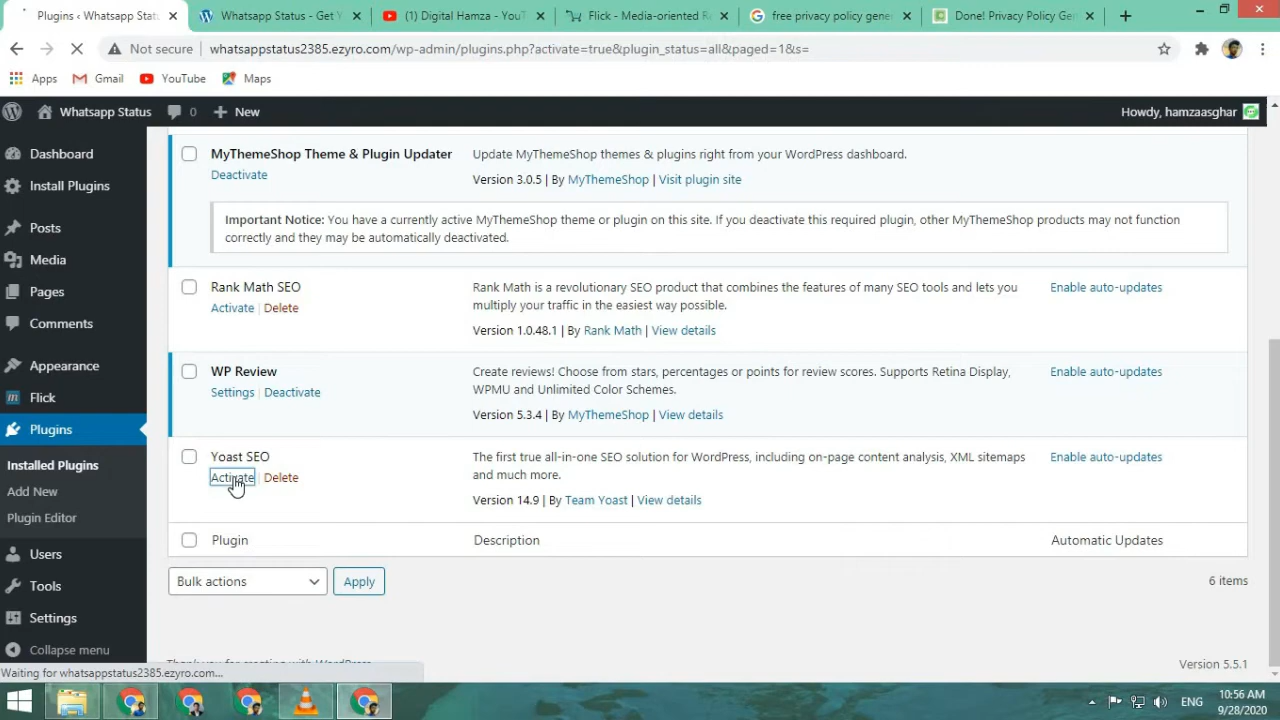 Plugins ‹ Whatsapp Stat
Whatsapp Status - Get Y
(1) Digital Hamza - YouT
Flick - Media-oriented R
free privacy policy gene
Done! Privacy Policy Ge
Not secure
whatsappstatus2385.ezyro.com/wp-admin/plugins.php?activate=true&plugin_status=all&paged=1&s=
Apps
Gmail
YouTube
Maps
Whatsapp Status
0
New
Howdy, hamzaasghar
Dashboard
Install Plugins
Posts
Media
Pages
Comments
Appearance
Flick
Plugins
Installed Plugins
Add New
Plugin Editor
Users
Tools
Settings
Collapse menu
MyThemeShop Theme & Plugin Updater
Deactivate
Update MyThemeShop themes & plugins right from your WordPress dashboard.
Version 3.0.5 | By MyThemeShop | Visit plugin site
Important Notice: You have a currently active MyThemeShop theme or plugin on this site. If you deactivate this required plugin, other MyThemeShop products may not function
correctly and they may be automatically deactivated.
Rank Math SEO
Activate | Delete
Rank Math is a revolutionary SEO product that combines the features of many SEO tools and lets you
multiply your traffic in the easiest way possible.
Version 1.0.48.1 | By Rank Math | View details
Enable auto-updates
WP Review
Settings | Deactivate
Create reviews! Choose from stars, percentages or points for review scores. Supports Retina Display,
WPMU and Unlimited Color Schemes.
Version 5.3.4 | By MyThemeShop | View details
Enable auto-updates
Yoast SEO
Activate | Delete
The first true all-in-one SEO solution for WordPress, including on-page content analysis, XML sitemaps
and much more.
Version 14.9 | By Team Yoast | View details
Enable auto-updates
Plugin
Description
Automatic Updates
Bulk actions
Apply
6 items
Thank you for creating with WordPress
Version 5.5.1
Waiting for whatsappstatus2385.ezyro.com...
ENG
10:56 AM
9/28/2020